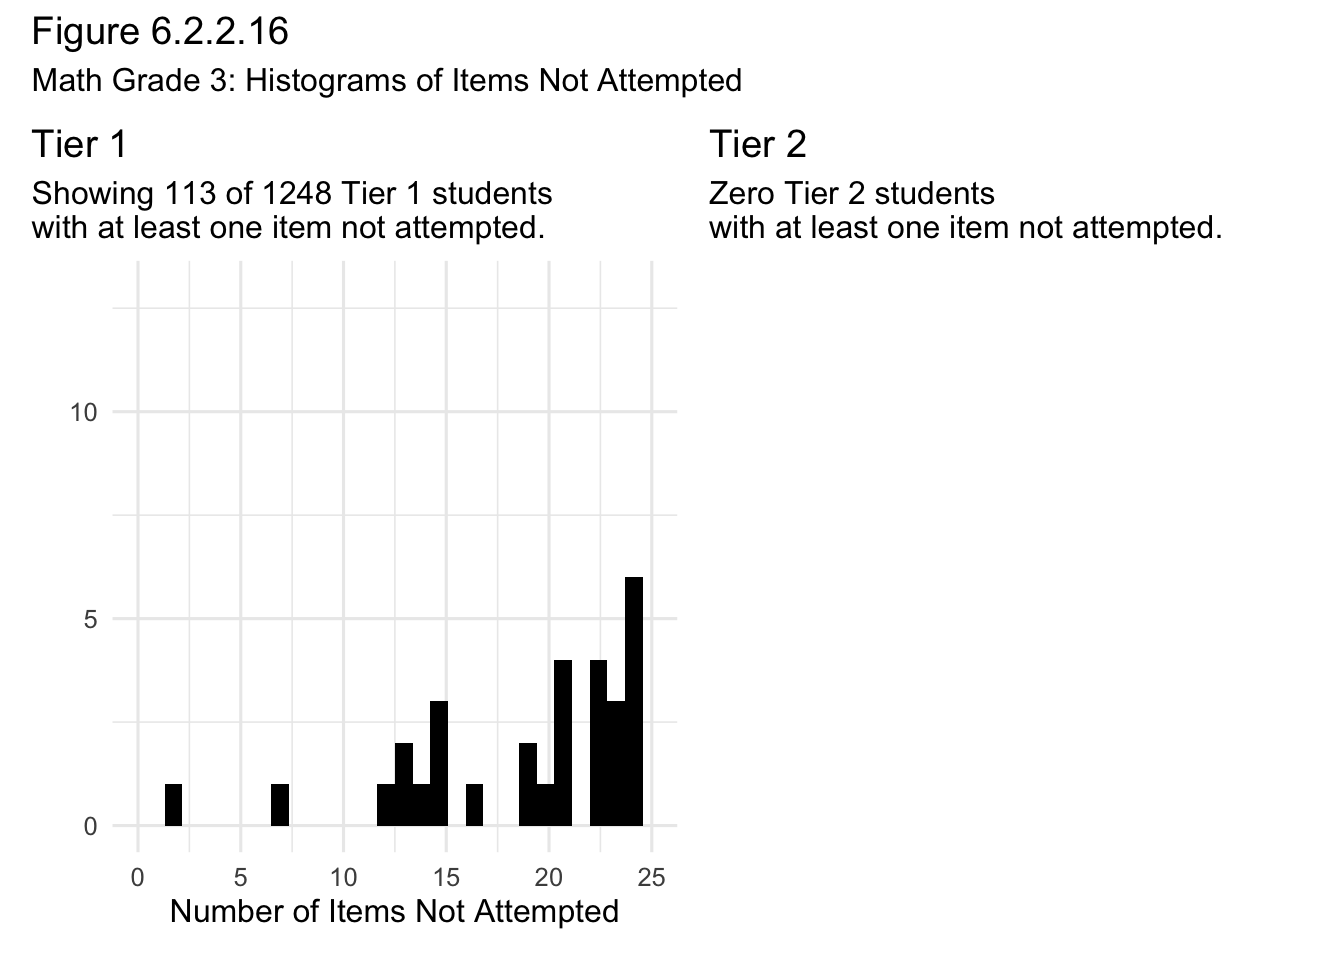 Figure 6.2.2.16
Math Grade 3: Histograms of Items Not Attempted
Tier 1
Showing 113 of 1248 Tier 1 students
with at least one item not attempted.
Tier 2
Zero Tier 2 students
with at least one item not attempted.
10
5
0
0 5 10 15 20 25
Number of Items Not Attempted